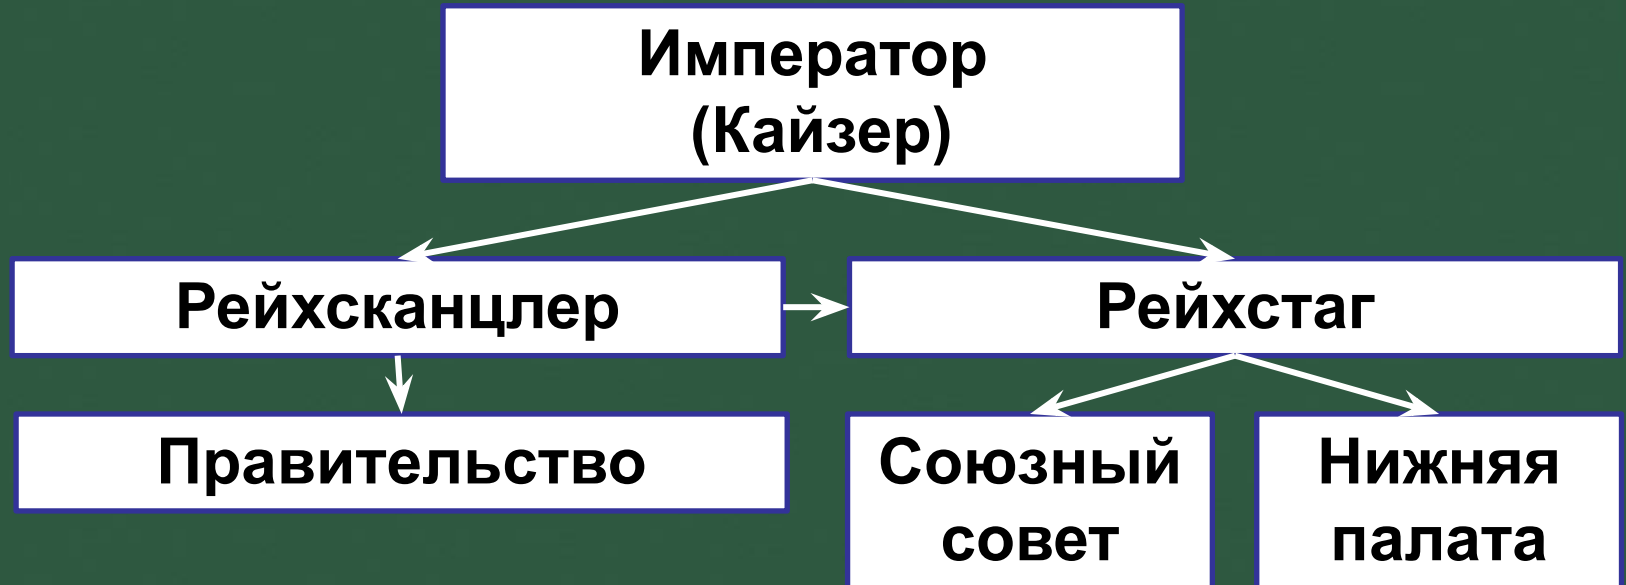 Император
(Кайзер)
Рейхсканцлер
Рейхстаг
Правительство
Союзный
совет
Нижняя
палата